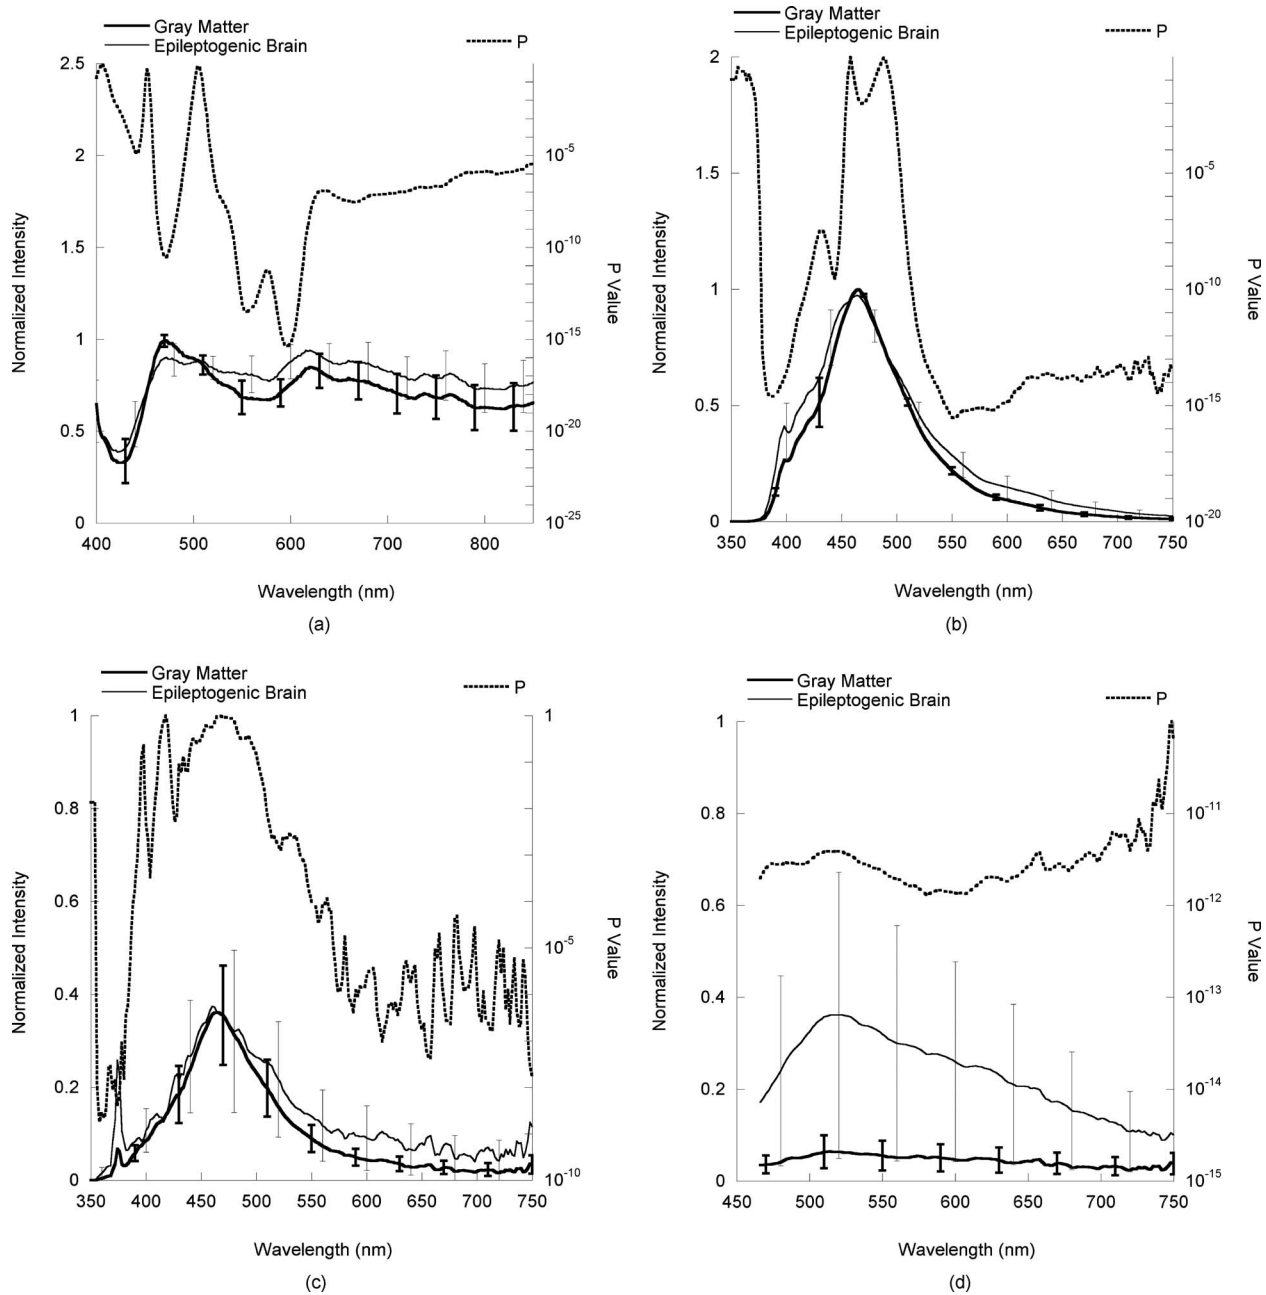 Gray Matter
Epileptogenic Brain
P
2.5
2
1.5
1
0.5
0
Normalized Intensity
10-5
10-10
10-15
10-20
10-25
P Value
400 500 600 700 800
Wavelength (nm)
(a)
Gray Matter
Epileptogenic Brain
P
2
1.5
1
0.5
0
Normalized Intensity
10-5
10-10
10-15
10-20
P Value
350 400 450 500 550 600 650 700 750
Wavelength (nm)
(b)
Gray Matter
Epileptogenic Brain
P
1
0.8
0.6
0.4
0.2
0
Normalized Intensity
1
10-5
10-10
P Value
350 400 450 500 550 600 650 700 750
Wavelength (nm)
(c)
Gray Matter
Epileptogenic Brain
P
1
0.8
0.6
0.4
0.2
0
Normalized Intensity
10-11
10-12
10-13
10-14
10-15
P Value
450 500 550 600 650 700 750
Wavelength (nm)
(d)